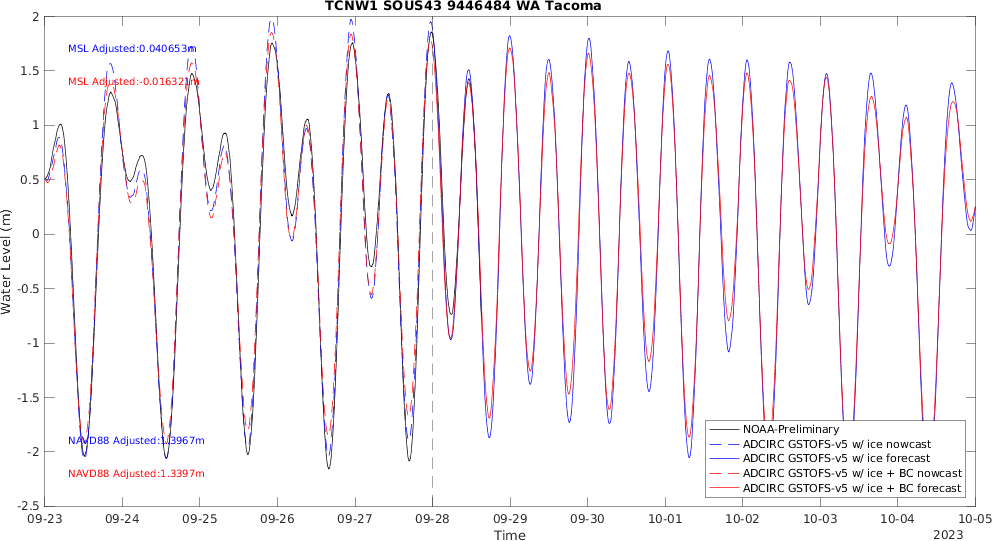 TCNW1 SOUS43 9446484 WA Tacoma
2
1.5
1
0.5
0
-0.5
-1
-1.5
-2
-2.5
Water Level (m)
MSL Adjusted:0.040653m
MSL Adjusted:-0.016321m
NAVD88 Adjusted:1.3967m
NAVD88 Adjusted:1.3397m
NOAA-Preliminary
ADCIRC GSTOFS-v5 w/ ice nowcast
ADCIRC GSTOFS-v5 w/ ice forecast
ADCIRC GSTOFS-v5 w/ ice + BC nowcast
ADCIRC GSTOFS-v5 w/ ice + BC forecast
09-23 09-24 09-25 09-26 09-27 09-28 09-29 09-30 10-01 10-02 10-03 10-04 10-05
Time
2023